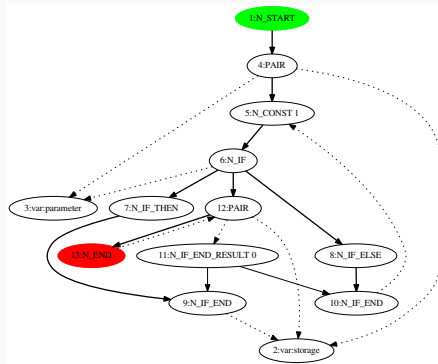 1:N_START
4:PAIR
5:N_CONST 1
6:N_IF
3:var:parameter
7:N_IF_THEN
12:PAIR
13:N_END
11:N_IF_END_RESULT 0
8:N_IF_ELSE
9:N_IF_END
10:N_IF_END
2:var:storage